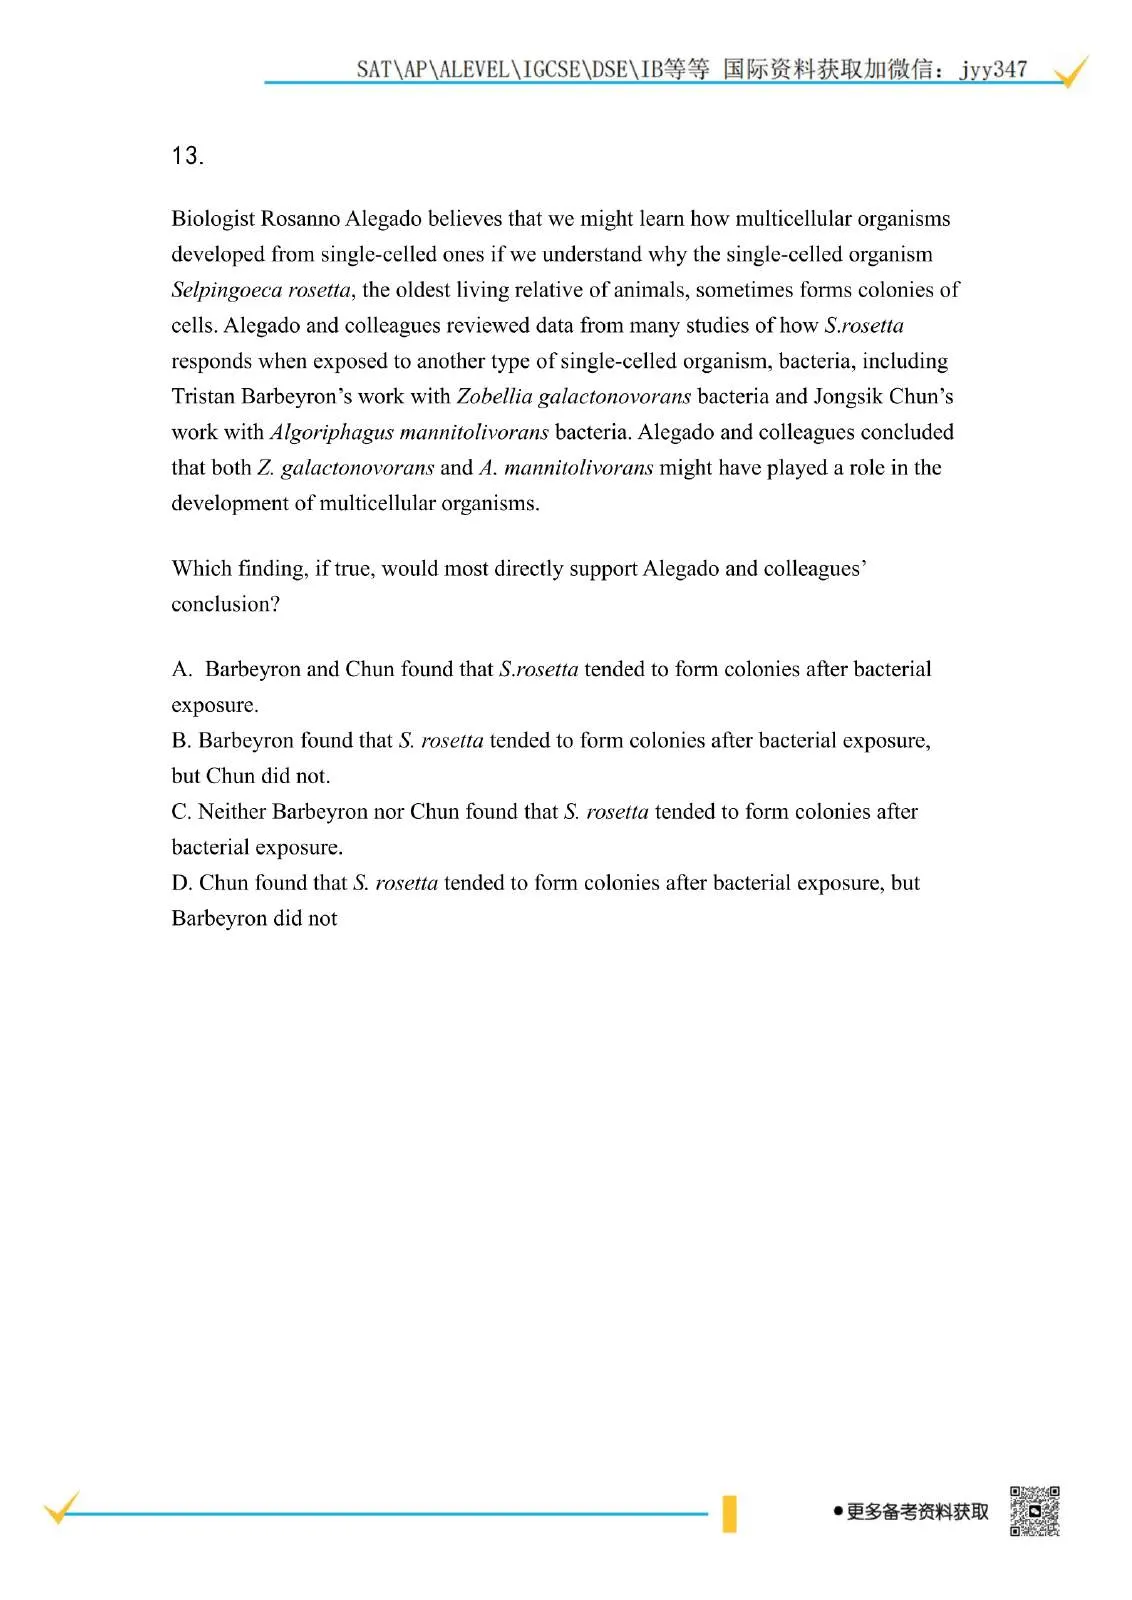 SAT\AP\ALEVEL\IGCSE\DSE\IB等等 国际资料获取加微信：jyy347
13.
Biologist Rosanno Alegado believes that we might learn how multicellular organisms
developed from single-celled ones if we understand why the single-celled organism
Selpingoeca rosetta, the oldest living relative of animals, sometimes forms colonies of
cells. Alegado and colleagues reviewed data from many studies of how S.rosetta
responds when exposed to another type of single-celled organism, bacteria, including
Tristan Barbeyron’s work with Zobellia galactonovorans bacteria and Jongsik Chun’s
work with Algoriphagus mannitolivorans bacteria. Alegado and colleagues concluded
that both Z. galactonovorans and A. mannitolivorans might have played a role in the
development of multicellular organisms.
Which finding, if true, would most directly support Alegado and colleagues’
conclusion?
A. Barbeyron and Chun found that S.rosetta tended to form colonies after bacterial
exposure.
B. Barbeyron found that S. rosetta tended to form colonies after bacterial exposure,
but Chun did not.
C. Neither Barbeyron nor Chun found that S. rosetta tended to form colonies after
bacterial exposure.
D. Chun found that S. rosetta tended to form colonies after bacterial exposure, but
Barbeyron did not
●更多备考资料获取